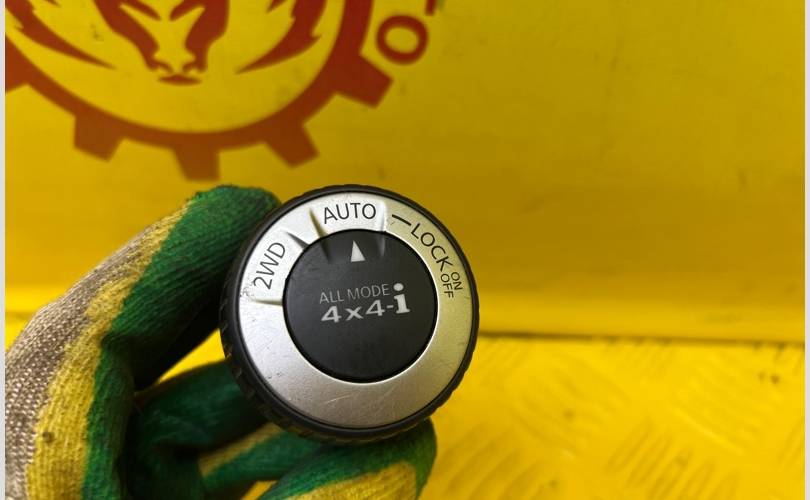 2WD
AUTO
LOCK
ON
OFF
ALL MODE
4x4-i